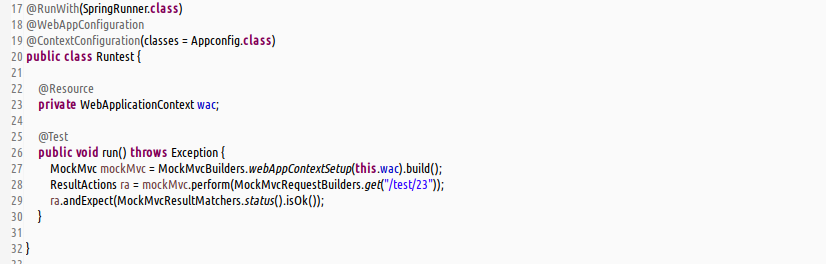 17 @RunWith(SpringRunner.class)
18 @WebAppConfiguration
19 @ContextConfiguration(classes = Appconfig.class)
20 public class Runtest {
21
22 @Resource
23 private WebApplicationContext wac;
24
25 @Test
26 public void run() throws Exception {
27 MockMvc mockMvc = MockMvcBuilders.webAppContextSetup(this.wac).build();
28 ResultActions ra = mockMvc.perform(MockMvcRequestBuilders.get("/test/23"));
29 ra.andExpect(MockMvcResultMatchers.status().isOk());
30 }
31
32 }